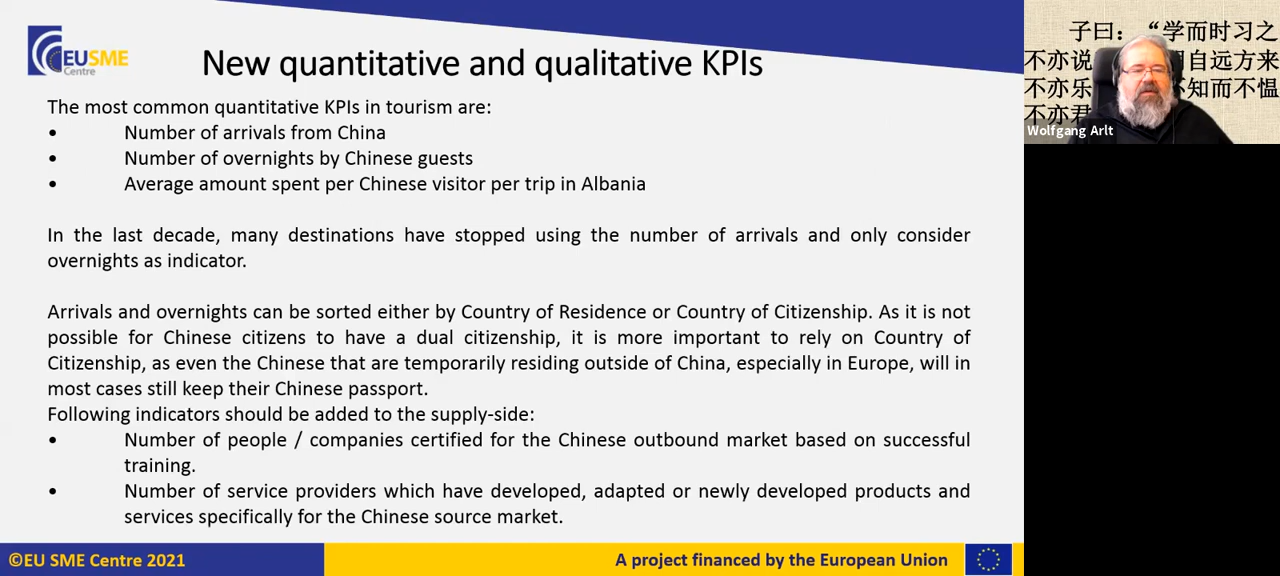 EUSME
Centre
New quantitative and qualitative KPIs
The most common quantitative KPIs in tourism are:
• Number of arrivals from China
• Number of overnights by Chinese guests
• Average amount spent per Chinese visitor per trip in Albania
In the last decade, many destinations have stopped using the number of arrivals and only consider
overnights as indicator.
Arrivals and overnights can be sorted either by Country of Residence or Country of Citizenship. As it is not
possible for Chinese citizens to have a dual citizenship, it is more important to rely on Country of
Citizenship, as even the Chinese that are temporarily residing outside of China, especially in Europe, will in
most cases still keep their Chinese passport.
Following indicators should be added to the supply-side:
• Number of people / companies certified for the Chinese outbound market based on successful
training.
• Number of service providers which have developed, adapted or newly developed products and
services specifically for the Chinese source market.
©EU SME Centre 2021
A project financed by the European Union
子曰：“学而时习之
不亦说 自远方来
不亦乐 知而不愠
不亦君
Wolfgang Arlt